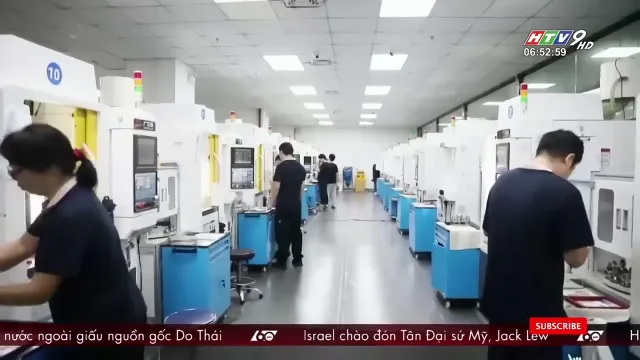 HTV9 HD
06:52:59
10
SUBSCRIBE
nước ngoài giấu nguồn gốc Do Thái
Israel chào đón Tân Đại sứ Mỹ, Jack Lew